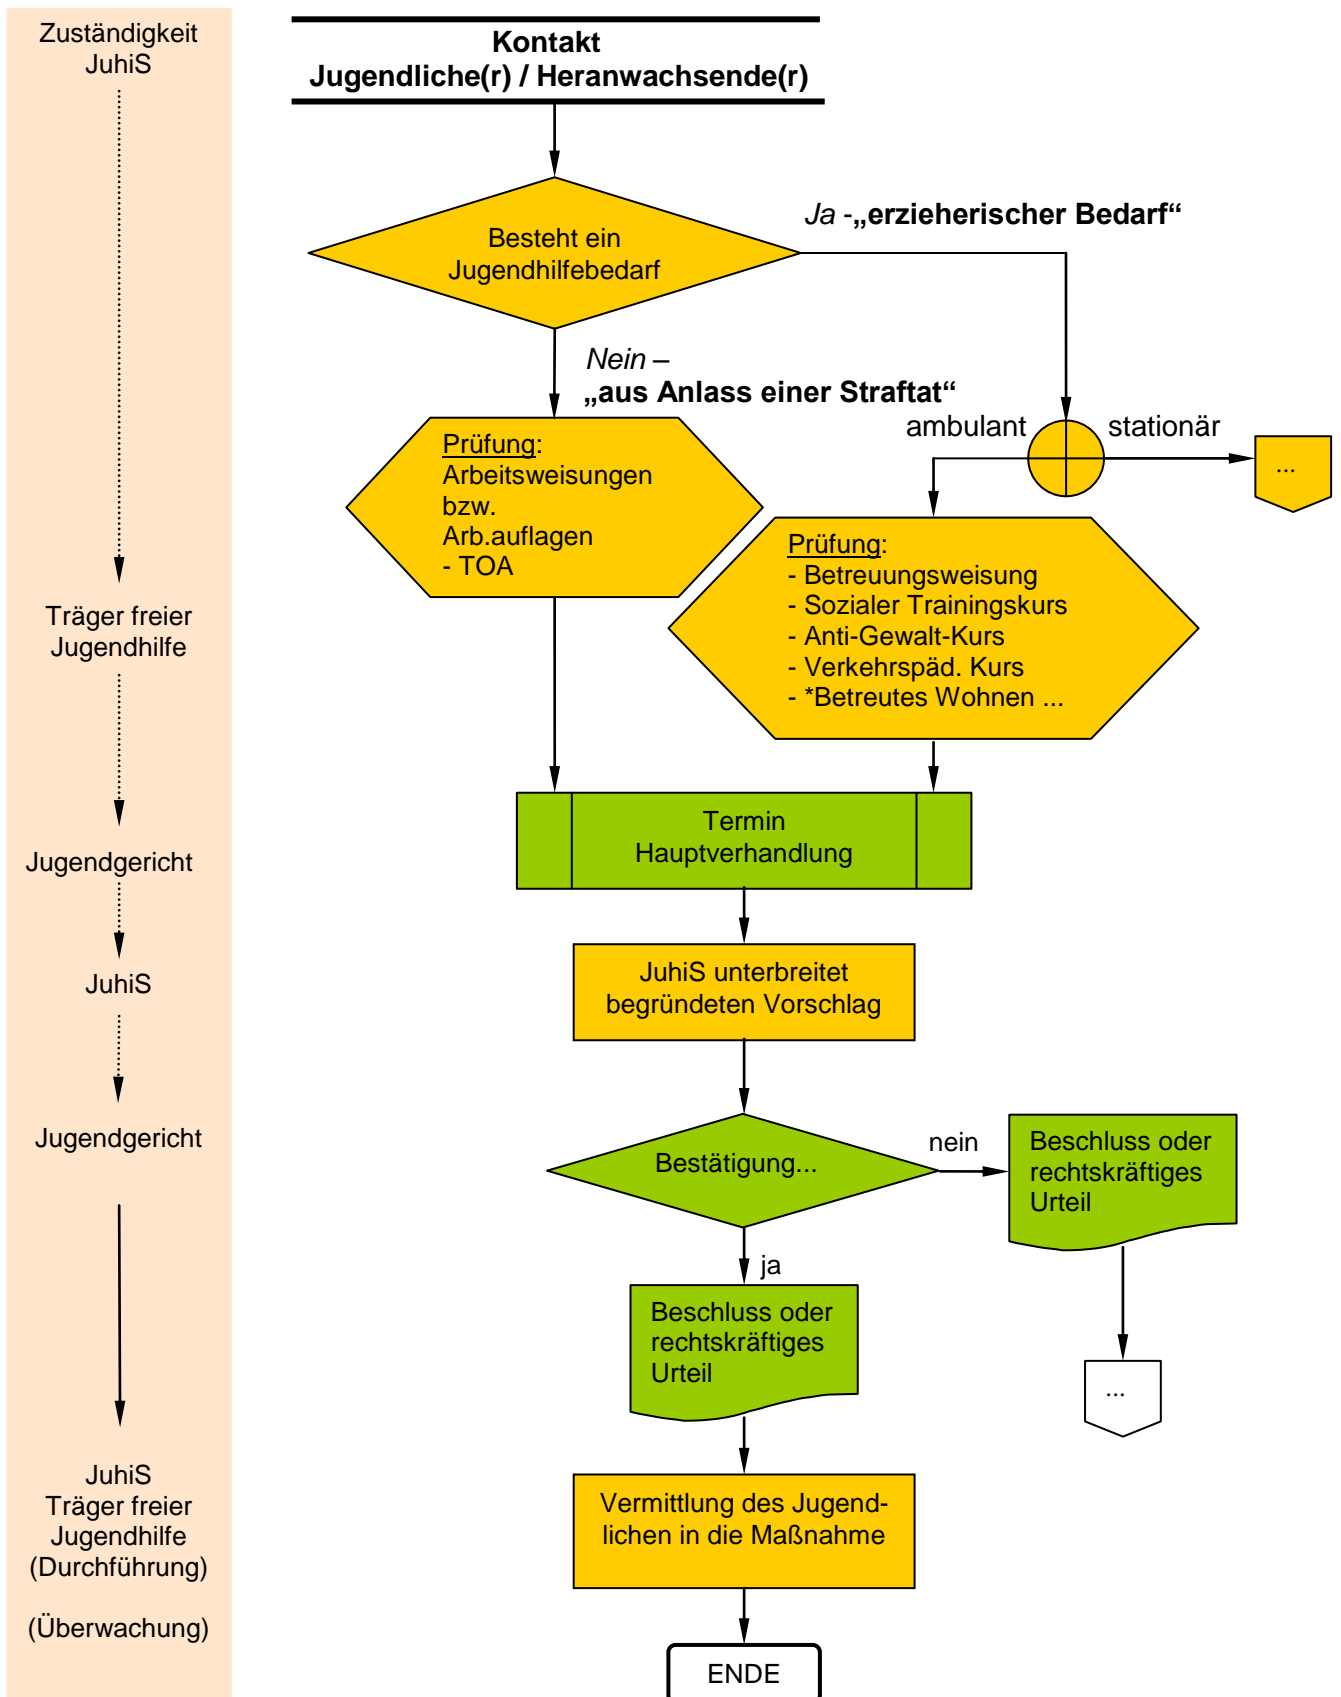 Zuständigkeit
JuhiS
Träger freier
Jugendhilfe
Jugendgericht
JuhiS
Jugendgericht
JuhiS
Träger freier
Jugendhilfe
(Durchführung)
(Überwachung)
Kontakt
Jugendliche(r) / Heranwachsende(r)
Besteht ein
Jugendhilfebedarf
Ja -„erzieherischer Bedarf“
Nein –
„aus Anlass einer Straftat“
ambulant
stationär
...
Prüfung:
Arbeitsweisungen
bzw.
Arb.auflagen
- TOA
Prüfung:
- Betreuungsweisung
- Sozialer Trainingskurs
- Anti-Gewalt-Kurs
- Verkehrspäd. Kurs
- *Betreutes Wohnen ...
Termin
Hauptverhandlung
JuhiS unterbreitet
begründeten Vorschlag
Bestätigung...
nein
Beschluss oder
rechtskräftiges
Urteil
...
ja
Beschluss oder
rechtskräftiges
Urteil
Vermittlung des Jugend-
lichen in die Maßnahme
ENDE